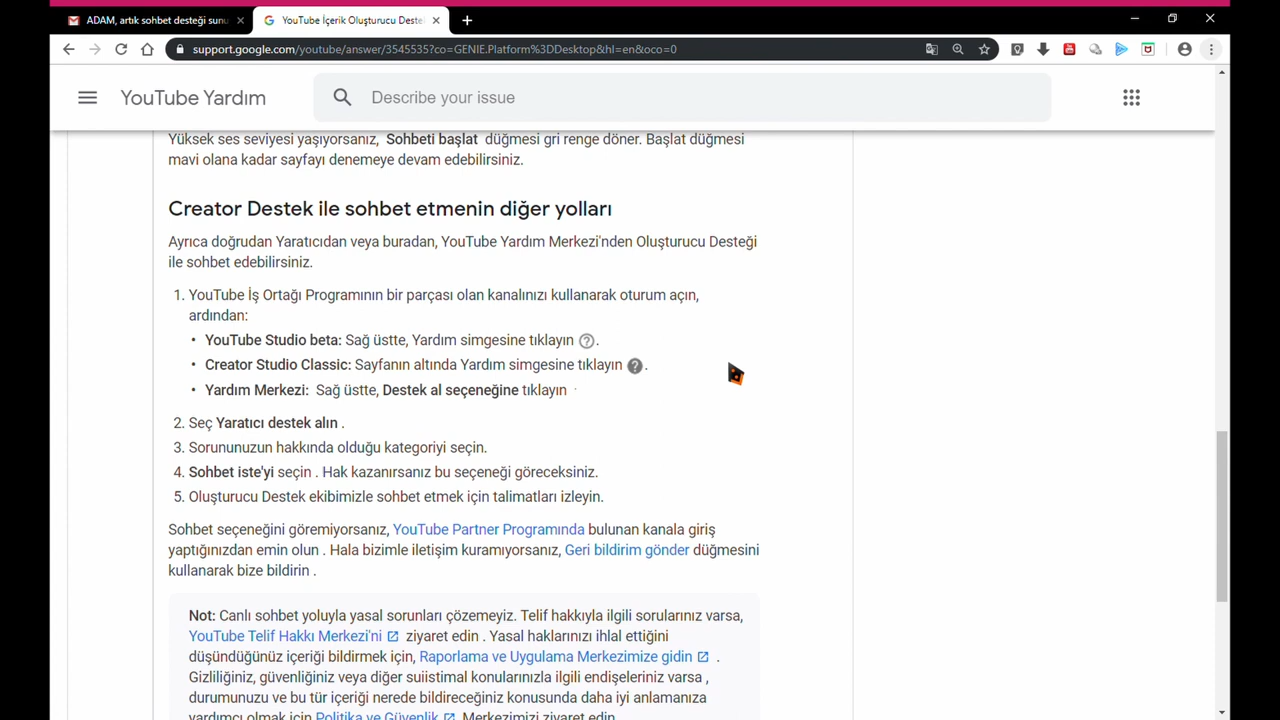 ADAM, artık sohbet desteği sunu
YouTube İçerik Oluşturucu Deste
support.google.com/youtube/answer/3545535?co=GENIE.Platform%3DDesktop&hl=en&oco=0
YouTube Yardım
Describe your issue
Yüksek ses seviyesi yaşıyorsanız, Sohbeti başlat düğmesi gri renge döner. Başlat düğmesi
mavi olana kadar sayfayı denemeye devam edebilirsiniz.
Creator Destek ile sohbet etmenin diğer yolları
Ayrıca doğrudan Yaratıcıdan veya buradan, YouTube Yardım Merkezi'nden Oluşturucu Desteği
ile sohbet edebilirsiniz.
1. YouTube İş Ortağı Programının bir parçası olan kanalınızı kullanarak oturum açın,
ardından:
• YouTube Studio beta: Sağ üstte, Yardım simgesine tıklayın ?.
• Creator Studio Classic: Sayfanın altında Yardım simgesine tıklayın ?.
• Yardım Merkezi: Sağ üstte, Destek al seçeneğine tıklayın
2. Seç Yaratıcı destek alın .
3. Sorununuzun hakkında olduğu kategoriyi seçin.
4. Sohbet iste'yi seçin . Hak kazanırsanız bu seçeneği göreceksiniz.
5. Oluşturucu Destek ekibimizle sohbet etmek için talimatları izleyin.
Sohbet seçeneğini göremiyorsanız, YouTube Partner Programında bulunan kanala giriş
yaptığınızdan emin olun . Hala bizimle iletişim kuramıyorsanız, Geri bildirim gönder düğmesini
kullanarak bize bildirin .
Not: Canlı sohbet yoluyla yasal sorunları çözemeyiz. Telif hakkıyla ilgili sorularınız varsa,
YouTube Telif Hakkı Merkezi'ni ziyaret edin . Yasal haklarınızı ihlal ettiğini
düşündüğünüz içeriği bildirmek için, Raporlama ve Uygulama Merkezimize gidin .
Gizliliğiniz, güvenliğiniz veya diğer suiistimal konularınızla ilgili endişeleriniz varsa ,
durumunuzu ve bu tür içeriği nerede bildireceğiniz konusunda daha iyi anlamanıza
yardımcı olmak için Politika ve Güvenlik Merkezimizi ziyaret edin.